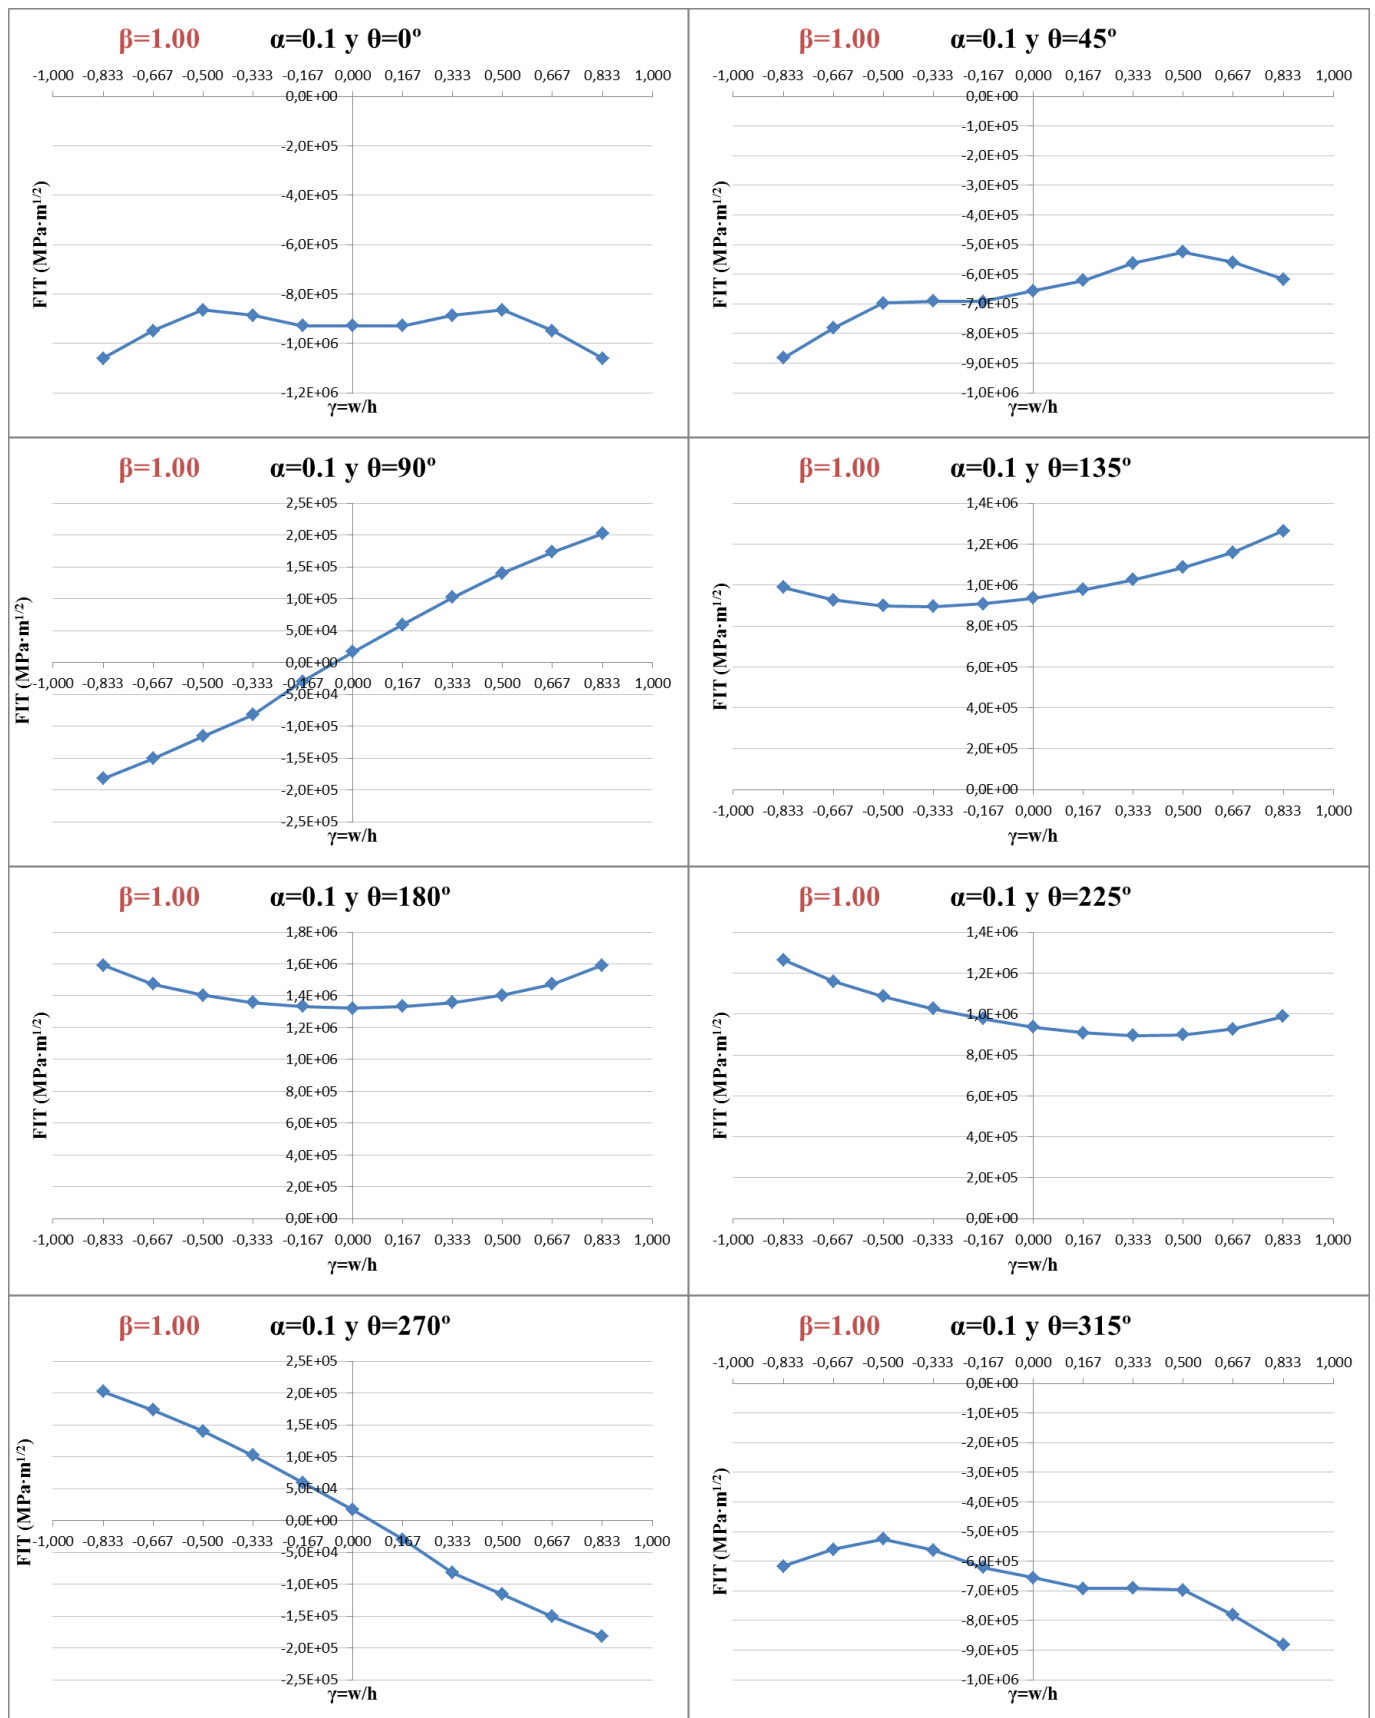 β=1.00 α=0.1 y θ=0º
-1,000 -0,833 -0,667 -0,500 -0,333 -0,167 0,000 0,167 0,333 0,500 0,667 0,833 1,000
0,0E+00
-2,0E+05
-4,0E+05
-6,0E+05
-8,0E+05
-1,0E+06
-1,2E+06
FIT (MPa·m1/2)
γ=w/h
β=1.00 α=0.1 y θ=45º
-1,000 -0,833 -0,667 -0,500 -0,333 -0,167 0,000 0,167 0,333 0,500 0,667 0,833 1,000
0,0E+00
-1,0E+05
-2,0E+05
-3,0E+05
-4,0E+05
-5,0E+05
-6,0E+05
-7,0E+05
-8,0E+05
-9,0E+05
-1,0E+06
FIT (MPa·m1/2)
γ=w/h
β=1.00 α=0.1 y θ=90º
2,5E+05
2,0E+05
1,5E+05
1,0E+05
5,0E+04
0,0E+00
-1,000 -0,833 -0,667 -0,500 -0,333 -0,167 0,000 0,167 0,333 0,500 0,667 0,833 1,000
-5,0E+04
-1,0E+05
-1,5E+05
-2,0E+05
-2,5E+05
FIT (MPa·m1/2)
γ=w/h
β=1.00 α=0.1 y θ=135º
1,4E+06
1,2E+06
1,0E+06
8,0E+05
6,0E+05
4,0E+05
2,0E+05
0,0E+00
-1,000 -0,833 -0,667 -0,500 -0,333 -0,167 0,000 0,167 0,333 0,500 0,667 0,833 1,000
FIT (MPa·m1/2)
γ=w/h
β=1.00 α=0.1 y θ=180º
1,8E+06
1,6E+06
1,4E+06
1,2E+06
1,0E+06
8,0E+05
6,0E+05
4,0E+05
2,0E+05
0,0E+00
-1,000 -0,833 -0,667 -0,500 -0,333 -0,167 0,000 0,167 0,333 0,500 0,667 0,833 1,000
FIT (MPa·m1/2)
γ=w/h
β=1.00 α=0.1 y θ=225º
1,4E+06
1,2E+06
1,0E+06
8,0E+05
6,0E+05
4,0E+05
2,0E+05
0,0E+00
-1,000 -0,833 -0,667 -0,500 -0,333 -0,167 0,000 0,167 0,333 0,500 0,667 0,833 1,000
FIT (MPa·m1/2)
γ=w/h
β=1.00 α=0.1 y θ=270º
2,5E+05
2,0E+05
1,5E+05
1,0E+05
5,0E+04
0,0E+00
-1,000 -0,833 -0,667 -0,500 -0,333 -0,167 0,000 0,167 0,333 0,500 0,667 0,833 1,000
-5,0E+04
-1,0E+05
-1,5E+05
-2,0E+05
-2,5E+05
FIT (MPa·m1/2)
γ=w/h
β=1.00 α=0.1 y θ=315º
-1,000 -0,833 -0,667 -0,500 -0,333 -0,167 0,000 0,167 0,333 0,500 0,667 0,833 1,000
0,0E+00
-1,0E+05
-2,0E+05
-3,0E+05
-4,0E+05
-5,0E+05
-6,0E+05
-7,0E+05
-8,0E+05
-9,0E+05
-1,0E+06
FIT (MPa·m1/2)
γ=w/h